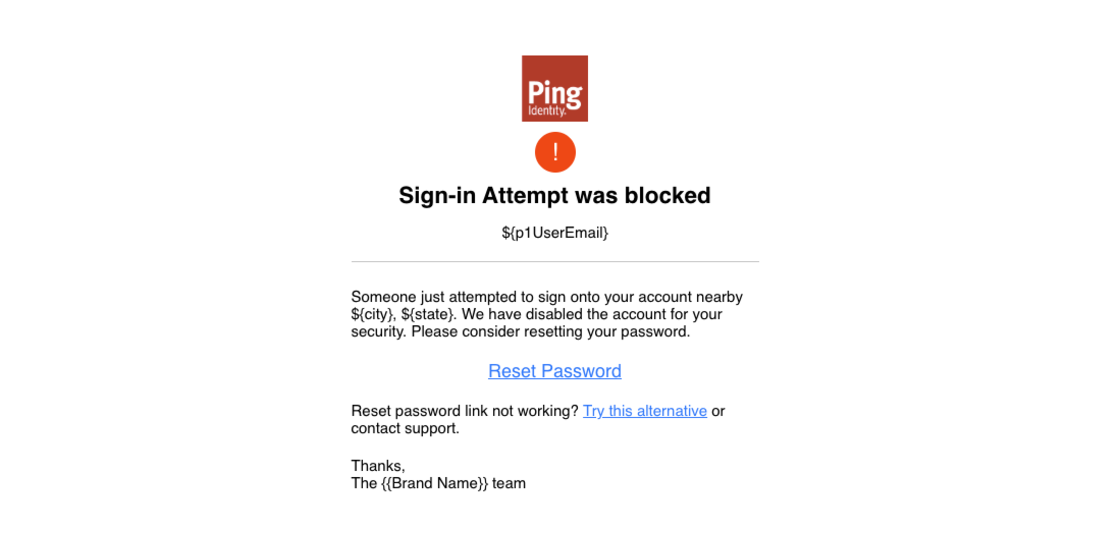 Ping
Identity.
!
Sign-in Attempt was blocked
${p1UserEmail}
Someone just attempted to sign onto your account nearby
${city}, ${state}. We have disabled the account for your
security. Please consider resetting your password.
Reset Password
Reset password link not working? Try this alternative or
contact support.
Thanks,
The {{Brand Name}} team